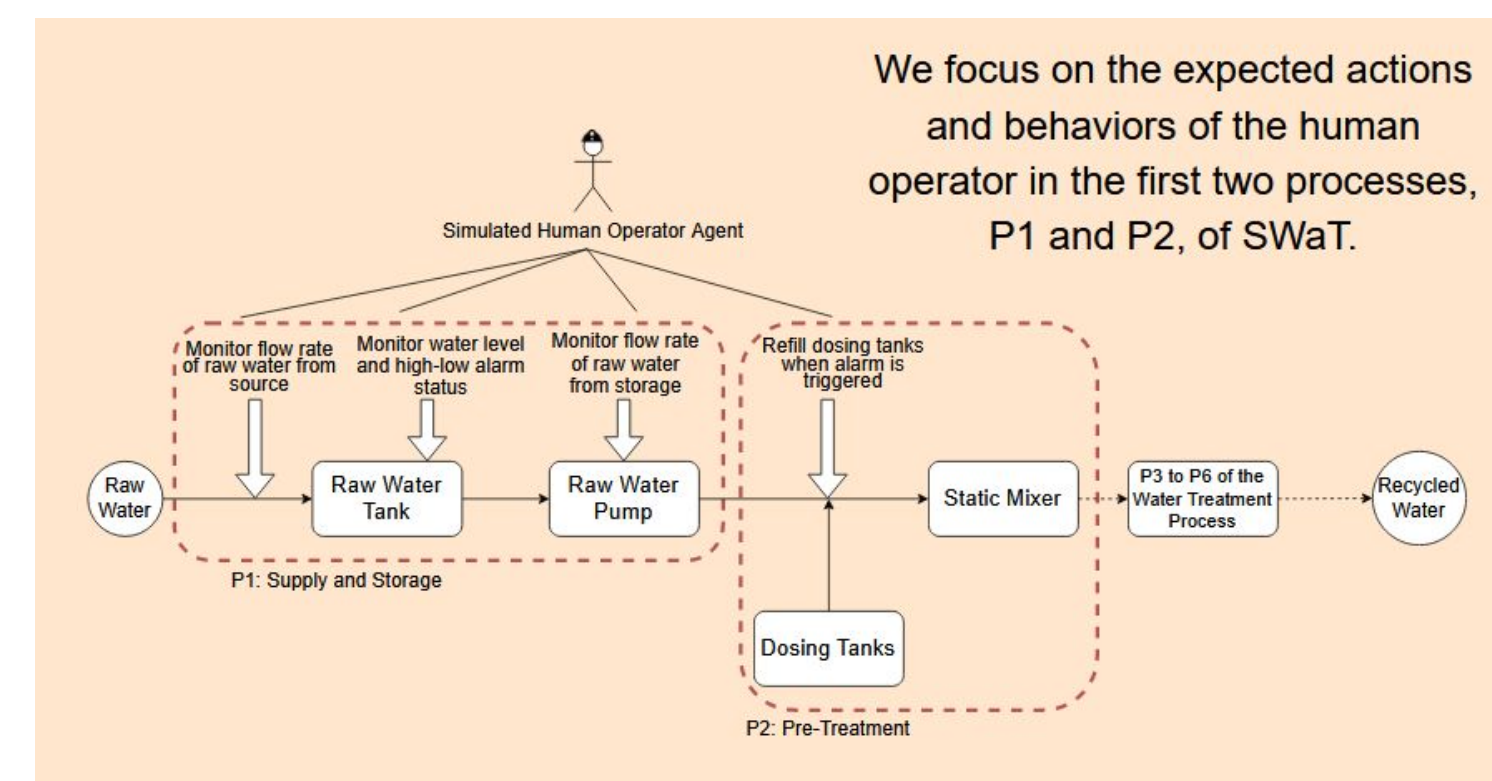 We focus on the expected actions
and behaviors of the human
operator in the first two processes,
P1 and P2, of SWaT.
Simulated Human Operator Agent
Monitor flow rate
of raw water from
source
Monitor water level
and high-low alarm
status
Monitor flow rate
of raw water
from storage
Refill dosing tanks
when alarm is
triggered
Raw
Water
Raw Water
Tank
Raw Water
Pump
Static Mixer
P3 to P6 of the
Water Treatment
Process
Recycled
Water
P1: Supply and Storage
Dosing Tanks
P2: Pre-Treatment